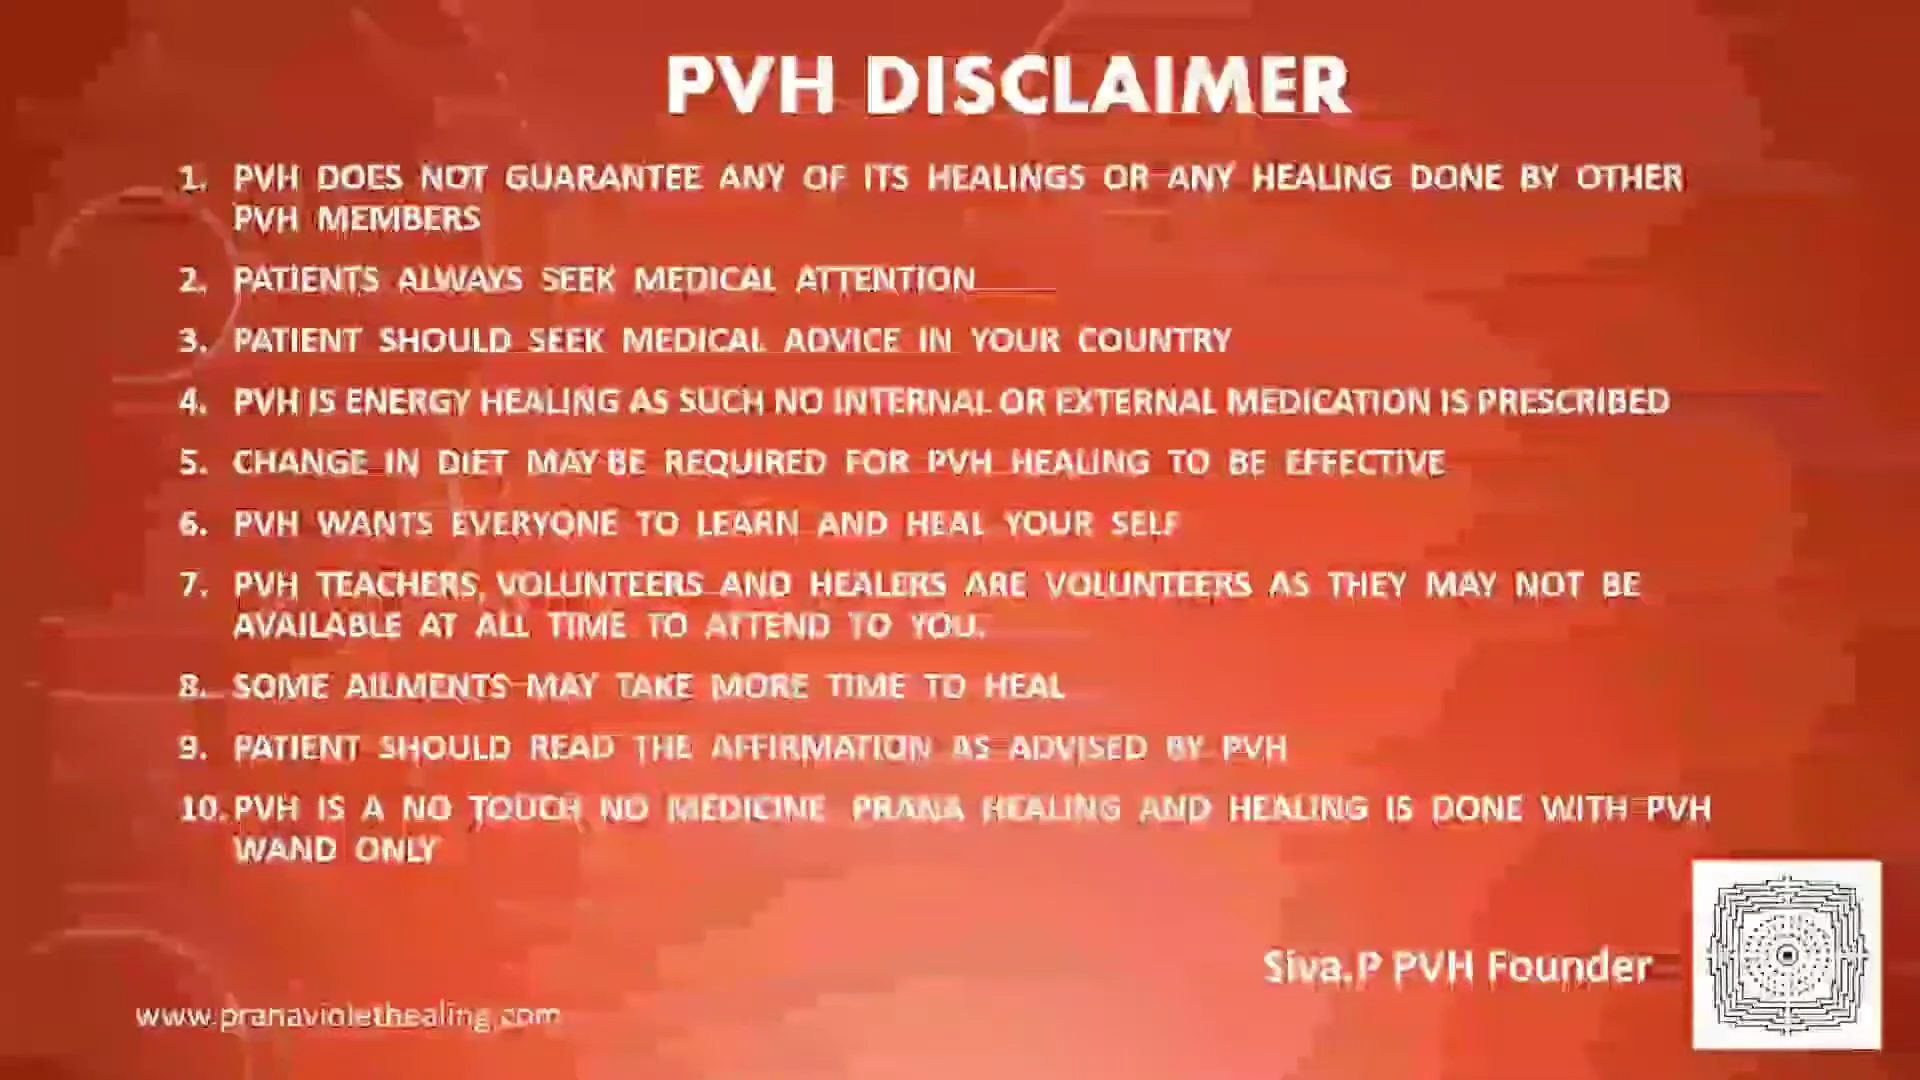 PVH DISCLAIMER
1. PVH DOES NOT GUARANTEE ANY OF ITS HEALINGS OR ANY HEALING DONE BY OTHER
PVH MEMBERS
2. PATIENTS ALWAYS SEEK MEDICAL ATTENTION
3. PATIENT SHOULD SEEK MEDICAL ADVICE IN YOUR COUNTRY
4. PVH IS ENERGY HEALING AS SUCH NO INTERNAL OR EXTERNAL MEDICATION IS PRESCRIBED
5. CHANGE IN DIET MAY BE REQUIRED FOR PVH HEALING TO BE EFFECTIVE
6. PVH WANTS EVERYONE TO LEARN AND HEAL YOUR SELF
7. PVH TEACHERS, VOLUNTEERS AND HEALERS ARE VOLUNTEERS AS THEY MAY NOT BE
AVAILABLE AT ALL TIME TO ATTEND TO YOU.
8. SOME AILMENTS MAY TAKE MORE TIME TO HEAL
9. PATIENT SHOULD READ THE AFFIRMATION AS ADVISED BY PVH
10. PVH IS A NO TOUCH NO MEDICINE PRANA HEALING AND HEALING IS DONE WITH PVH
WAND ONLY
Siva.P PVH Founder
www.pranaviolethealing.com